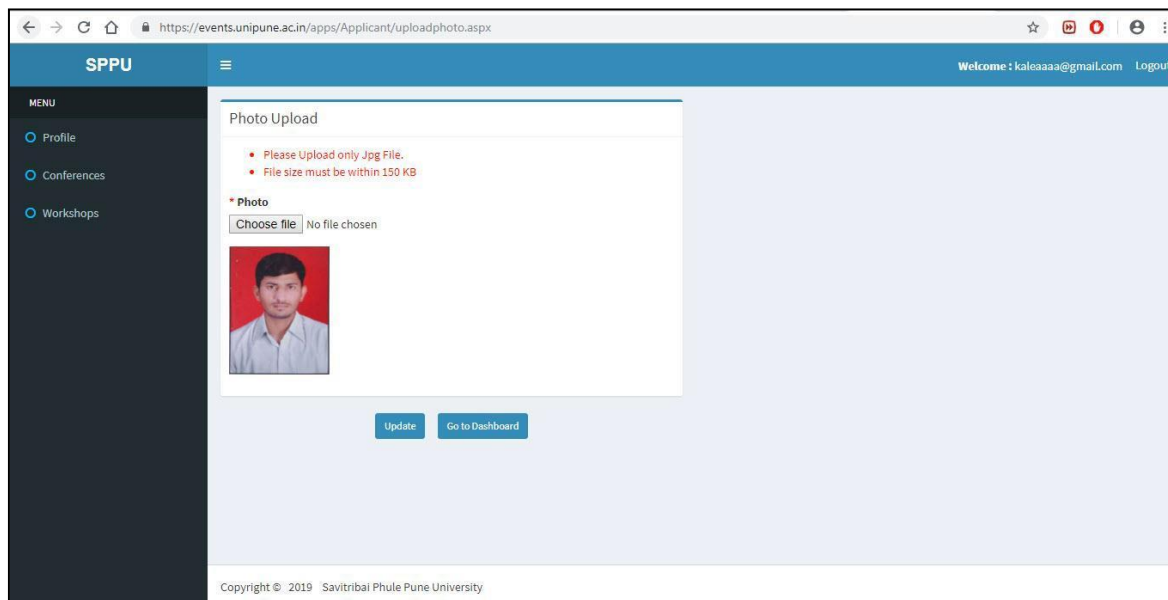 https://events.unipune.ac.in/apps/Applicant/uploadphoto.aspx
SPPU
Welcome : kaleaaaa@gmail.com Logout
MENU
Profile
Conferences
Workshops
Photo Upload
Please Upload only Jpg File.
File size must be within 150 KB
* Photo
Choose file No file chosen
Update Go to Dashboard
Copyright © 2019 Savitribai Phule Pune University